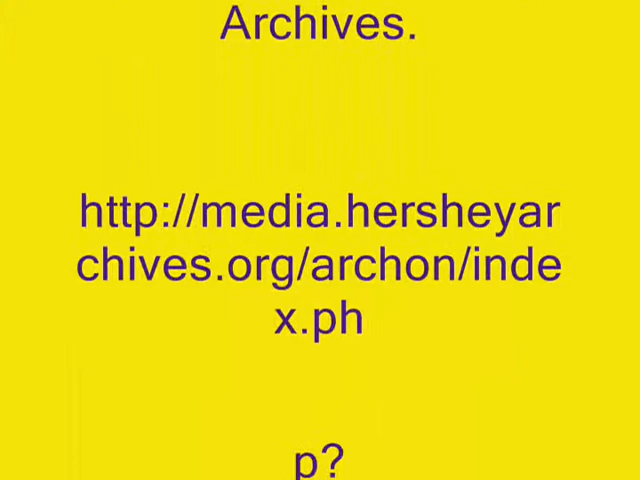 Archives.
http://media.hersheyar
chives.org/archon/inde
x.ph
p?